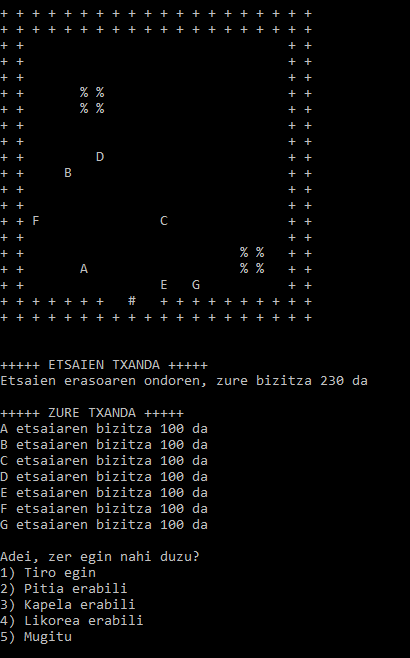 + + + + + + + + + + + + + + + + + + + +
+ + + + + + + + + + + + + + + + + + + +
+ +                                 + +
+ +                                 + +
+ +                                 + +
+ +       % %                       + +
+ +       % %                       + +
+ +                                 + +
+ +                                 + +
+ +         D                       + +
+ +     B                           + +
+ +                                 + +
+ +                                 + +
+ + F               C               + +
+ +                                 + +
+ +                           % %   + +
+ +       A                   % %   + +
+ +                 E   G           + +
+ + + + + + +   #   + + + + + + + + + +
+ + + + + + + + + + + + + + + + + + + +
+++++ ETSAIEN TXANDA +++++
Etsaien erasoaren ondoren, zure bizitza 230 da
+++++ ZURE TXANDA +++++
A etsaiaren bizitza 100 da
B etsaiaren bizitza 100 da
C etsaiaren bizitza 100 da
D etsaiaren bizitza 100 da
E etsaiaren bizitza 100 da
F etsaiaren bizitza 100 da
G etsaiaren bizitza 100 da
Adei, zer egin nahi duzu?
1) Tiro egin
2) Pitia erabili
3) Kapela erabili
4) Likorea erabili
5) Mugitu